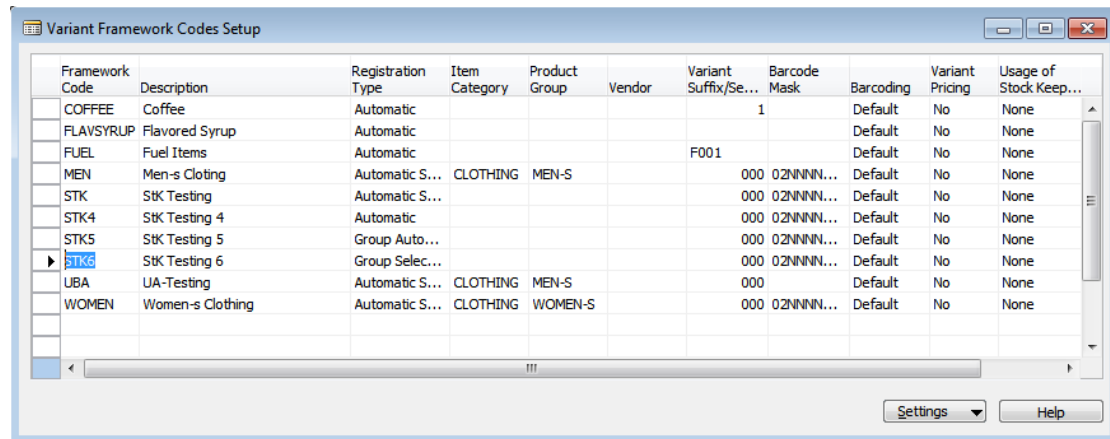 Variant Framework Codes Setup
Framework Code Description Registration Type Item Category Product Group Vendor Variant Suffix/Se... Barcode Mask Barcoding Variant Pricing Usage of Stock Keep...
COFFEE Coffee Automatic 1 Default No None
FLAVSYRUP Flavored Syrup Automatic Default No None
FUEL Fuel Items Automatic F001 Default No None
MEN Men-s Cloting Automatic S... CLOTHING MEN-S 000 02NNNN... Default No None
STK StK Testing Automatic S... 000 02NNNN... Default No None
STK4 StK Testing 4 Automatic 000 02NNNN... Default No None
STK5 StK Testing 5 Group Auto... 000 02NNNN... Default No None
STK6 StK Testing 6 Group Selec... 000 02NNNN... Default No None
UBA UA-Testing Automatic S... CLOTHING MEN-S 000 Default No None
WOMEN Women-s Clothing Automatic S... CLOTHING WOMEN-S 000 02NNNN... Default No None
Settings Help